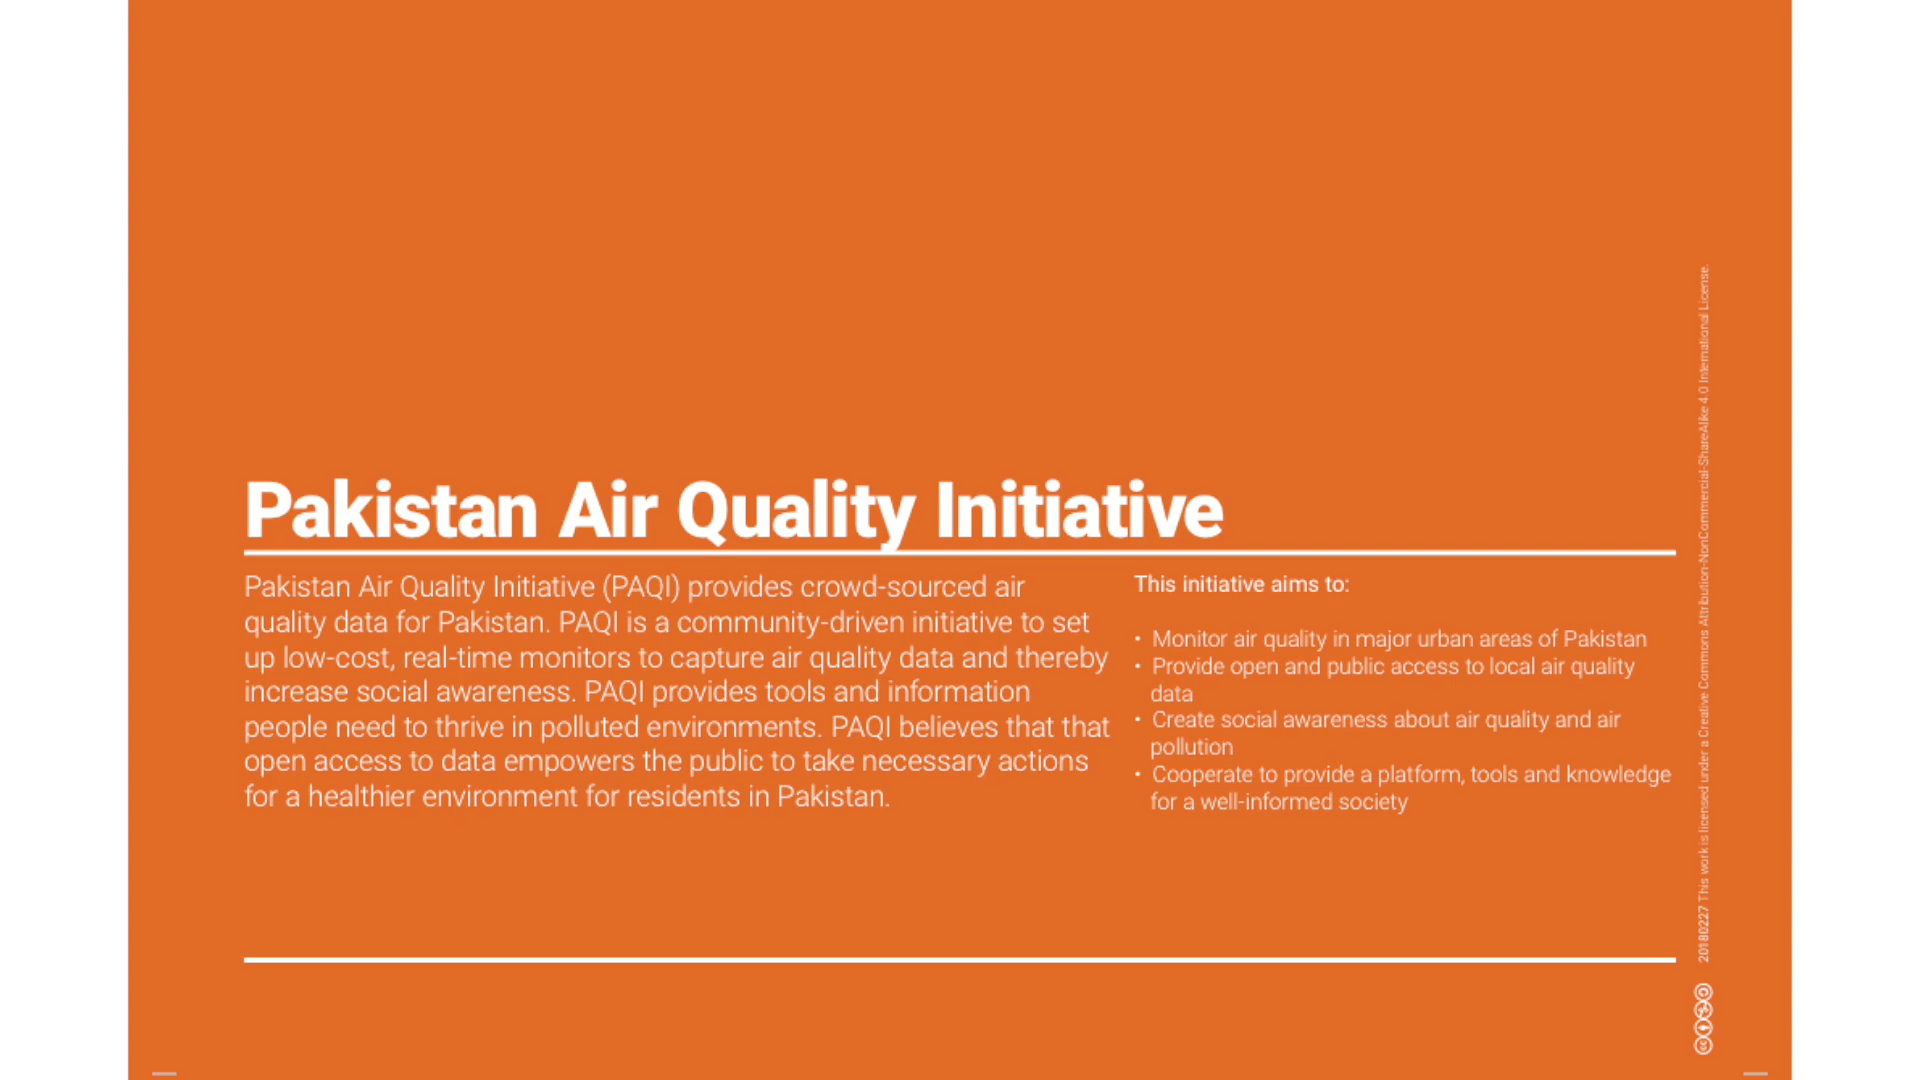 Pakistan Air Quality Initiative
Pakistan Air Quality Initiative (PAQI) provides crowd-sourced air
quality data for Pakistan. PAQI is a community-driven initiative to set
up low-cost, real-time monitors to capture air quality data and thereby
increase social awareness. PAQI provides tools and information
people need to thrive in polluted environments. PAQI believes that that
open access to data empowers the public to take necessary actions
for a healthier environment for residents in Pakistan.
This initiative aims to:
• Monitor air quality in major urban areas of Pakistan
• Provide open and public access to local air quality
data
• Create social awareness about air quality and air
pollution
• Cooperate to provide a platform, tools and knowledge
for a well-informed society
20180227 This work is licensed under a Creative Commons Attribution-NonCommercial-ShareAlike 4.0 International License.